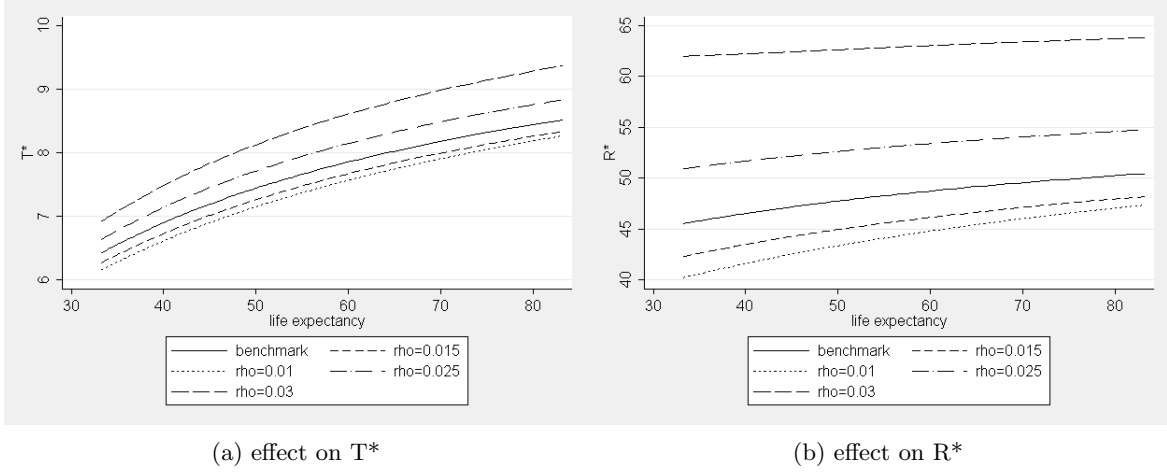 10
9
8
7
6
T*
30 40 50 60 70 80
life expectancy
benchmark rho=0.015
rho=0.01 rho=0.025
rho=0.03
(a) effect on T*
65
60
55
50
45
40
R*
30 40 50 60 70 80
life expectancy
benchmark rho=0.015
rho=0.01 rho=0.025
rho=0.03
(b) effect on R*